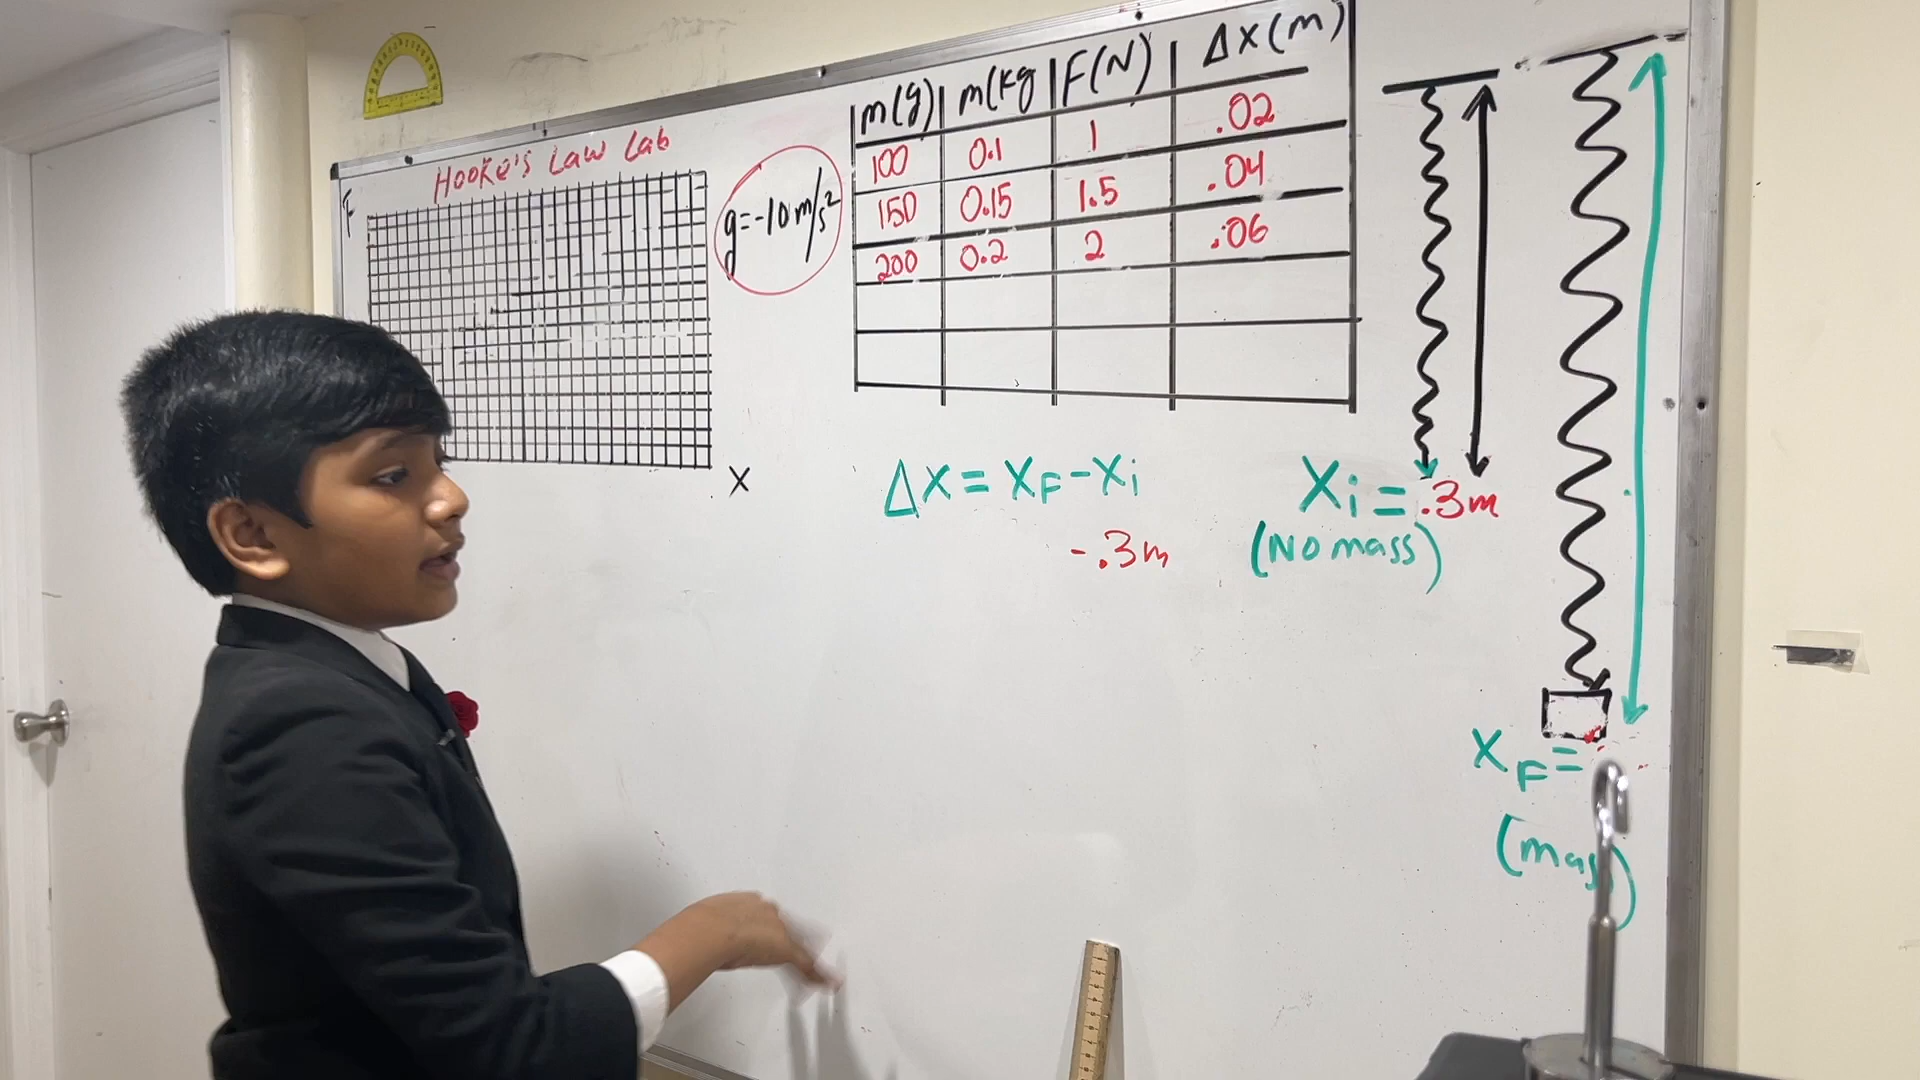 Hooke's Law Lab
F
X
g=-10m/s²
m(g) m(kg F(N) Δx(m)
100 0.1 1 .02
150 0.15 1.5 .04
200 0.2 2 .06
Δx = xF-xi
-.3m
Xi = .3m
(No mass)
xF=
(mass)